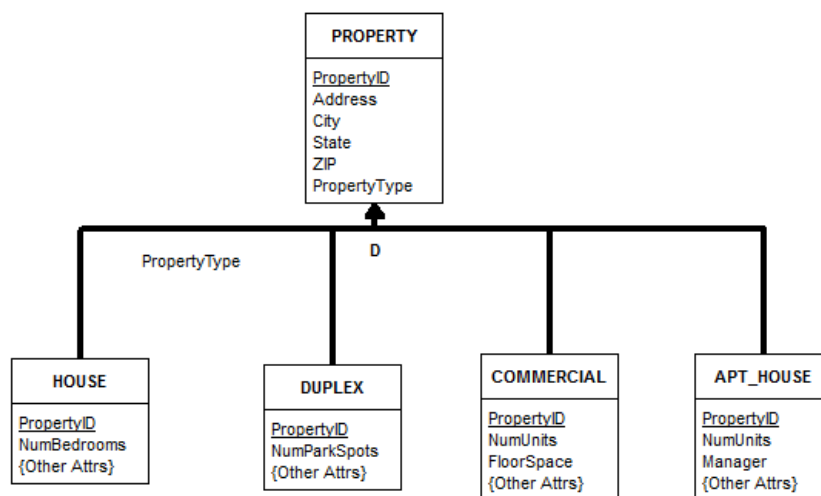 PROPERTY
PropertyID
Address
City
State
ZIP
PropertyType
D
PropertyType
HOUSE
PropertyID
NumBedrooms
{Other Attrs}
DUPLEX
PropertyID
NumParkSpots
{Other Attrs}
COMMERCIAL
PropertyID
NumUnits
FloorSpace
{Other Attrs}
APT_HOUSE
PropertyID
NumUnits
Manager
{Other Attrs}